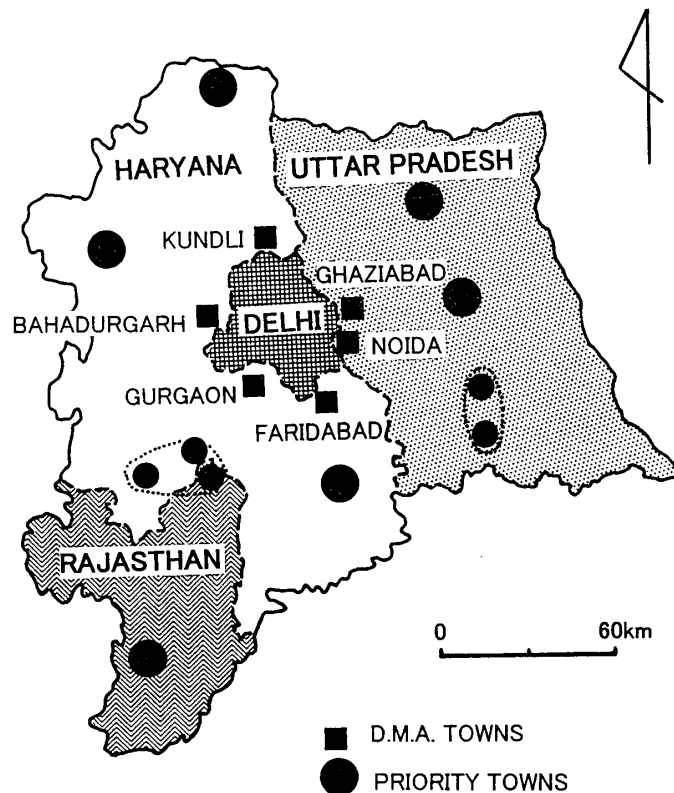 HARYANA
UTTAR PRADESH
KUNDLI
GHAZIABAD
BAHADURGARH
DELHI
NOIDA
GURGAON
FARIDABAD
RAJASTHAN
0 60km
D.M.A. TOWNS
PRIORITY TOWNS